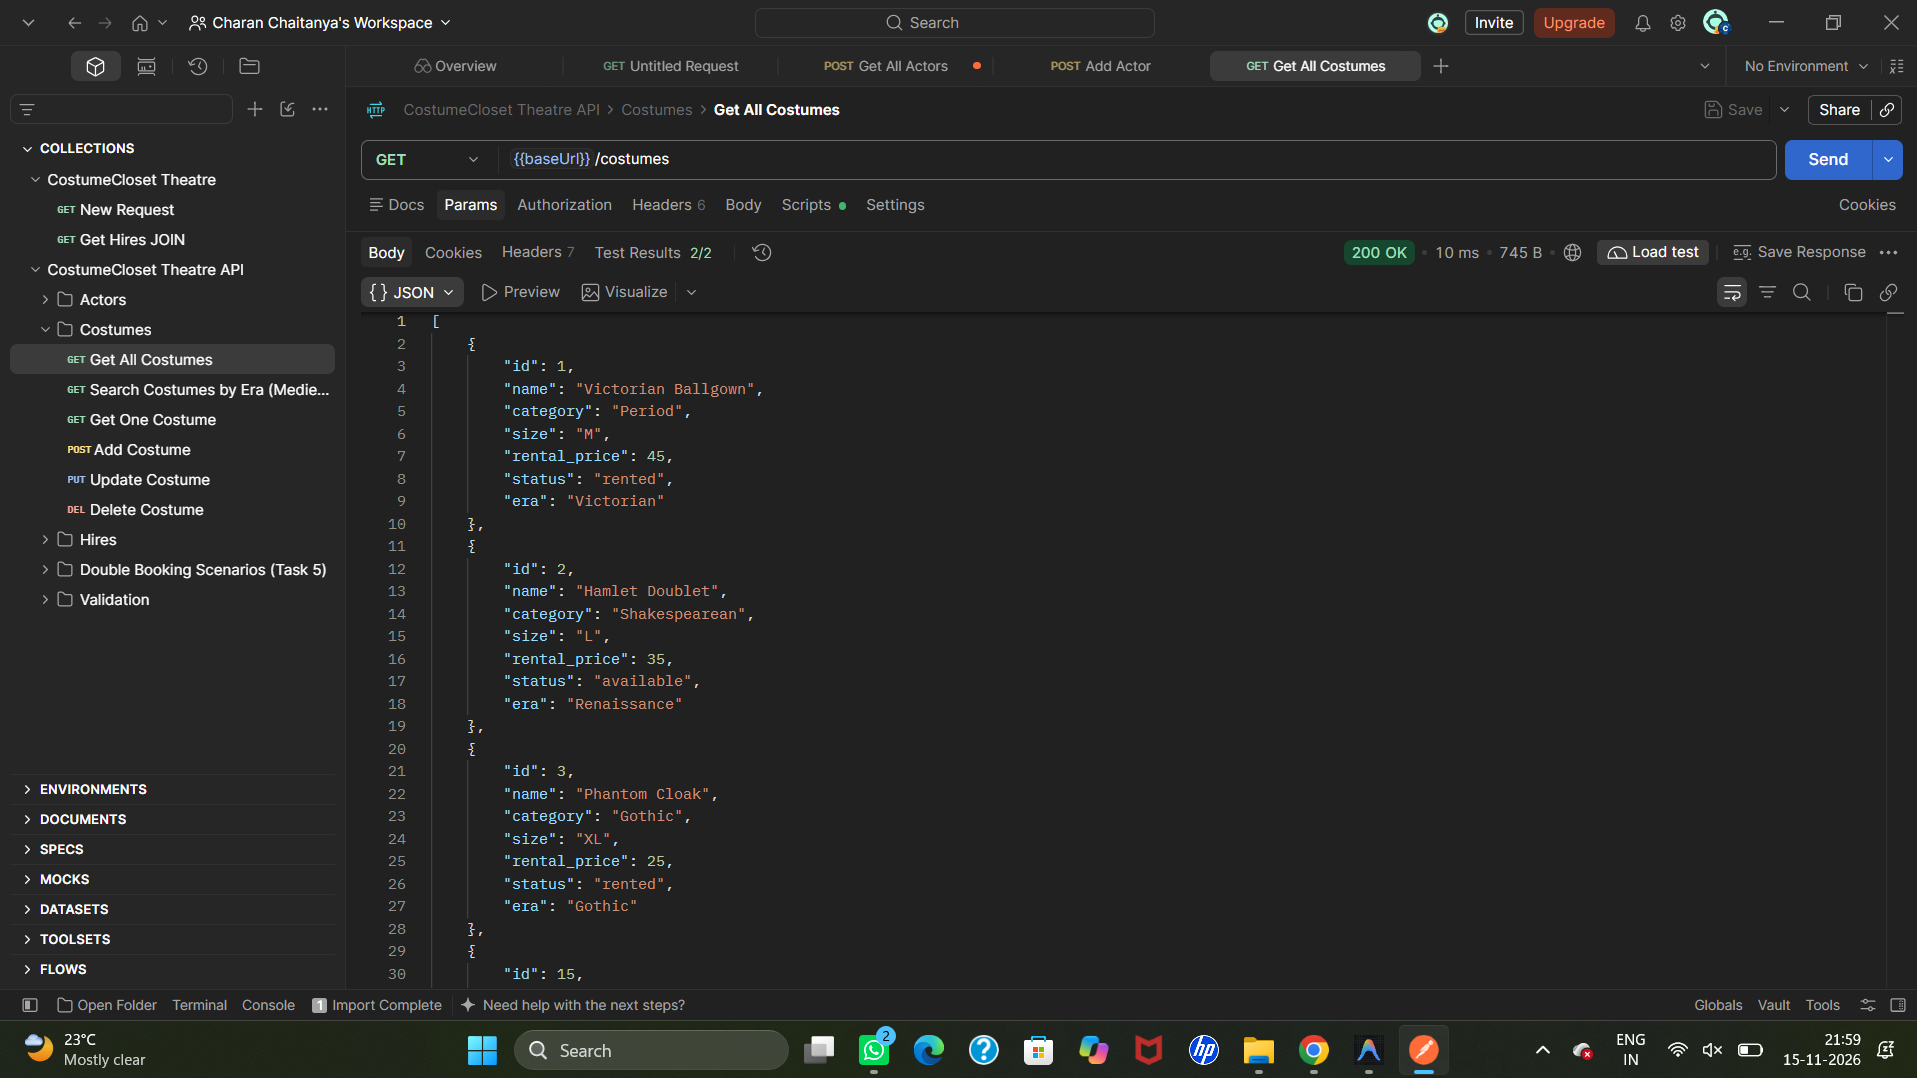 Charan Chaitanya's Workspace
Search
Invite
Upgrade
Overview
GET Untitled Request
POST Get All Actors
POST Add Actor
GET Get All Costumes
No Environment
COLLECTIONS
CostumeCloset Theatre
GET New Request
GET Get Hires JOIN
CostumeCloset Theatre API
Actors
Costumes
GET Get All Costumes
GET Search Costumes by Era (Medie...
GET Get One Costume
POST Add Costume
PUT Update Costume
DEL Delete Costume
Hires
Double Booking Scenarios (Task 5)
Validation
ENVIRONMENTS
DOCUMENTS
SPECS
MOCKS
DATASETS
TOOLSETS
FLOWS
HTTP CostumeCloset Theatre API > Costumes > Get All Costumes
Save
Share
GET
{{baseUrl}} /costumes
Send
Docs Params Authorization Headers 6 Body Scripts Settings
Cookies
Body Cookies Headers 7 Test Results 2/2
200 OK • 10 ms • 745 B
Load test
e.g. Save Response
{} JSON
Preview
Visualize
1 [
2 {
3 "id": 1,
4 "name": "Victorian Ballgown",
5 "category": "Period",
6 "size": "M",
7 "rental_price": 45,
8 "status": "rented",
9 "era": "Victorian"
10 },
11 {
12 "id": 2,
13 "name": "Hamlet Doublet",
14 "category": "Shakespearean",
15 "size": "L",
16 "rental_price": 35,
17 "status": "available",
18 "era": "Renaissance"
19 },
20 {
21 "id": 3,
22 "name": "Phantom Cloak",
23 "category": "Gothic",
24 "size": "XL",
25 "rental_price": 25,
26 "status": "rented",
27 "era": "Gothic"
28 },
29 {
30 "id": 15,
Open Folder Terminal Console 1 Import Complete Need help with the next steps?
Globals Vault Tools
23°C
Mostly clear
Search
2
hp
ENG
IN
21:59
15-11-2026